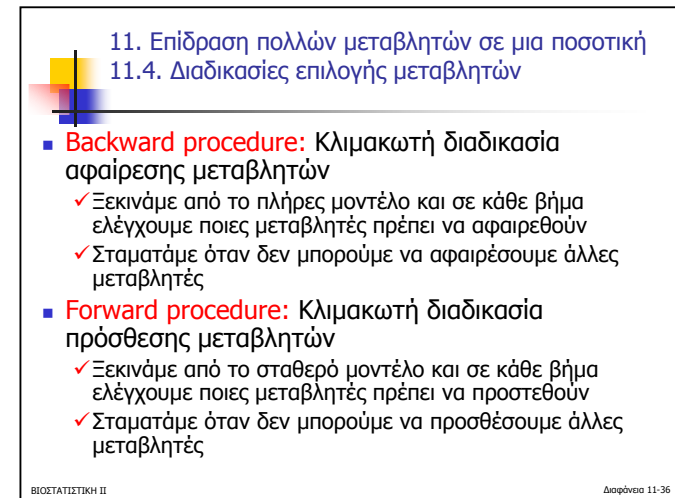 11. Επίδραση πολλών μεταβλητών σε μια ποσοτική
11.4. Διαδικασίες επιλογής μεταβλητών
Backward procedure: Κλιμακωτή διαδικασία
αφαίρεσης μεταβλητών
Ξεκινάμε από το πλήρες μοντέλο και σε κάθε βήμα
ελέγχουμε ποιες μεταβλητές πρέπει να αφαιρεθούν
Σταματάμε όταν δεν μπορούμε να αφαιρέσουμε άλλες
μεταβλητές
Forward procedure: Κλιμακωτή διαδικασία
πρόσθεσης μεταβλητών
Ξεκινάμε από το σταθερό μοντέλο και σε κάθε βήμα
ελέγχουμε ποιες μεταβλητές πρέπει να προστεθούν
Σταματάμε όταν δεν μπορούμε να προσθέσουμε άλλες
μεταβλητές
ΒΙΟΣΤΑΤΙΣΤΙΚΗ ΙΙ
Διαφάνεια 11-36